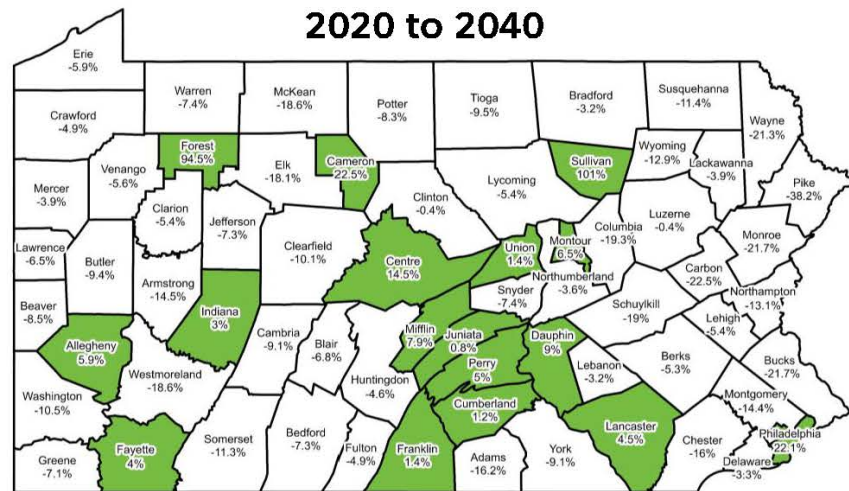 2020 to 2040
Erie
-5.9%
Warren
-7.4%
McKean
-18.6%
Potter
-8.3%
Tioga
-9.5%
Bradford
-3.2%
Susquehanna
-11.4%
Wayne
-21.3%
Crawford
-4.9%
Forest
94.5%
Venango
-5.6%
Elk
-18.1%
Cameron
22.5%
Sullivan
101%
Wyoming
-12.9%
Lackawanna
-3.9%
Pike
-38.2%
Mercer
-3.9%
Clarion
-5.4%
Jefferson
-7.3%
Clinton
-0.4%
Lycoming
-5.4%
Columbia
-19.3%
Luzerne
-0.4%
Monroe
-21.7%
Lawrence
-6.5%
Butler
-9.4%
Armstrong
-14.5%
Clearfield
-10.1%
Centre
14.5%
Union
1.4%
Montour
6.5%
Northumberland
-3.6%
Carbon
-22.5%
Northampton
-13.1%
Beaver
-8.5%
Indiana
3%
Snyder
-7.4%
Schuylkill
-19%
Lehigh
-5.4%
Allegheny
5.9%
Cambria
-9.1%
Blair
-6.8%
Mifflin
7.9%
Juniata
0.8%
Dauphin
9%
Perry
5%
Lebanon
-3.2%
Berks
-5.3%
Bucks
-21.7%
Westmoreland
-18.6%
Huntingdon
-4.6%
Cumberland
1.2%
Montgomery
-14.4%
Washington
-10.5%
Lancaster
4.5%
Philadelphia
22.1%
Greene
-7.1%
Fayette
4%
Somerset
-11.3%
Bedford
-7.3%
Fulton
-4.9%
Franklin
1.4%
Adams
-16.2%
York
-9.1%
Chester
-16%
Delaware
-3.3%